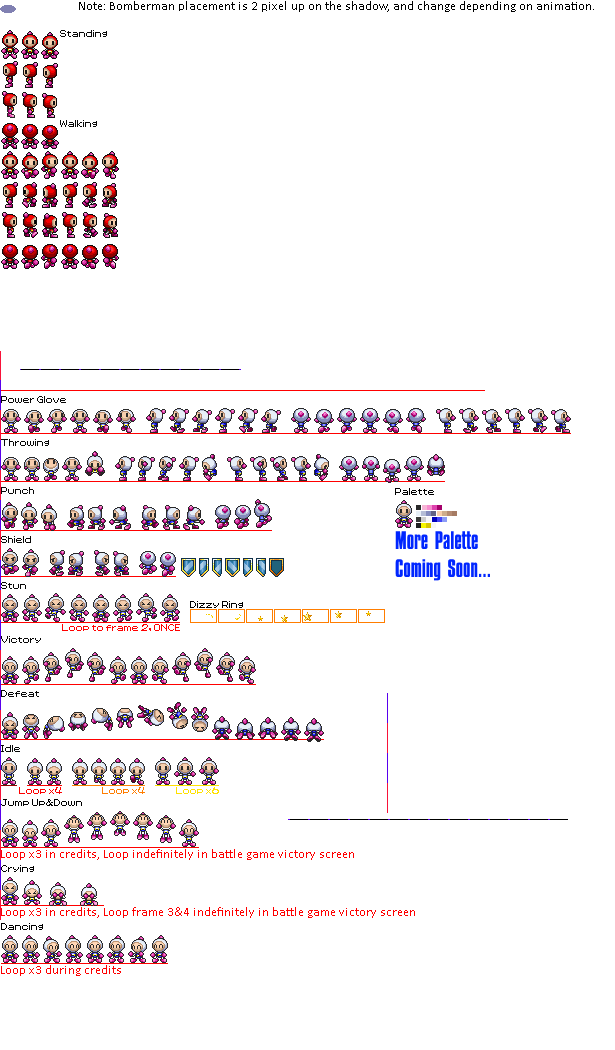 Note: Bomberman placement is 2 pixel up on the shadow, and change depending on animation.
Standing
Walking
Power Glove
Throwing
Punch
Palette
More Palette
Coming Soon...
Shield
Stun
Dizzy Ring
Loop to frame 2.ONCE
Victory
Defeat
Idle
Loop x4
Loop x4
Loop x6
Jump Up&Down
Loop x3 in credits, Loop indefinitely in battle game victory screen
Crying
Loop x3 in credits, Loop frame 3&4 indefinitely in battle game victory screen
Dancing
Loop x3 during credits